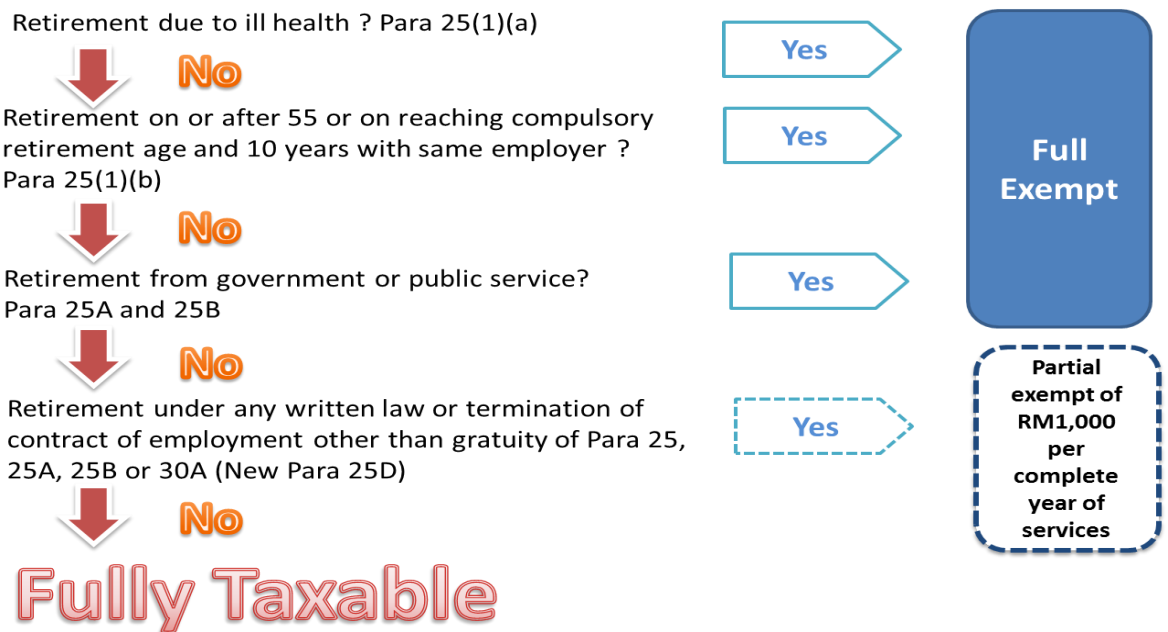 Retirement due to ill health ? Para 25(1)(a)
Yes
No
Retirement on or after 55 or on reaching compulsory
retirement age and 10 years with same employer ?
Para 25(1)(b)
Yes
Full
Exempt
No
Retirement from government or public service?
Para 25A and 25B
Yes
No
Retirement under any written law or termination of
contract of employment other than gratuity of Para 25,
25A, 25B or 30A (New Para 25D)
Yes
Partial
exempt of
RM1,000
per
complete
year of
services
No
Fully Taxable